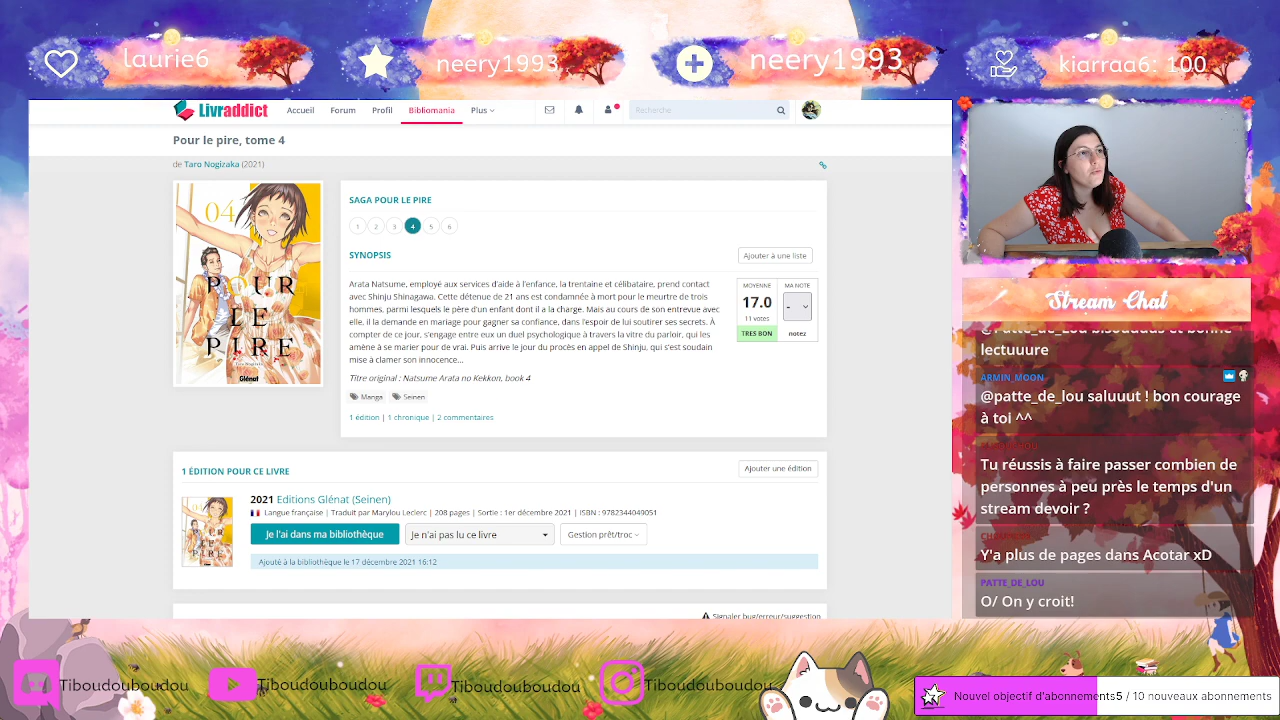 laurie6
neery1993
neery1993
kiarraa6: 100
Livraddict
Accueil
Forum
Profil
Bibliomania
Plus
Recherche
Pour le pire, tome 4
de Taro Nogizaka (2021)
04
POUR
LE
PIRE
Taro Nogizaka
Glénat
SAGA POUR LE PIRE
1 2 3 4 5 6
SYNOPSIS
Ajouter à une liste
Arata Natsume, employé aux services d'aide à l'enfance, la trentaine et célibataire, prend contact
avec Shinju Shinagawa. Cette détenue de 21 ans est condamnée à mort pour le meurtre de trois
hommes, parmi lesquels le père d'un enfant dont il a la charge. Mais au cours de son entrevue avec
elle, il la demande en mariage pour gagner sa confiance, dans l'espoir de lui soutirer ses secrets. À
compter de ce jour, s'engage entre eux un duel psychologique à travers la vitre du parloir, qui les
amène à se marier pour de vrai. Puis arrive le jour du procès en appel de Shinju, qui s'est soudain
mise à clamer son innocence...
MOYENNE
17.0
11 votes
TRES BON
MA NOTE
-
notez
Titre original : Natsume Arata no Kekkon, book 4
Manga
Seinen
1 édition | 1 chronique | 2 commentaires
1 ÉDITION POUR CE LIVRE
Ajouter une édition
POUR
LE
PIRE
2021 Editions Glénat (Seinen)
Langue française | Traduit par Marylou Leclerc | 208 pages | Sortie : 1er décembre 2021 | ISBN : 9782344049051
Je l'ai dans ma bibliothèque
Je n'ai pas lu ce livre
Gestion prêt/troc
Ajouté à la bibliothèque le 17 décembre 2021 16:12
Signaler bug/erreur/suggestion
Stream Chat
@Patte_de_Lou bisouuuus et bonne
lectuuure
ARMIN_MOON
@patte_de_lou saluuut ! bon courage
à toi ^^
Tu réussis à faire passer combien de
personnes à peu près le temps d'un
stream devoir ?
Y'a plus de pages dans Acotar xD
PATTE_DE_LOU
O/ On y croit!
Tiboudouboudou
Tiboudouboudou
Tiboudouboudou
Tiboudouboudou
Nouvel objectif d'abonnements
5 / 10 nouveaux abonnements